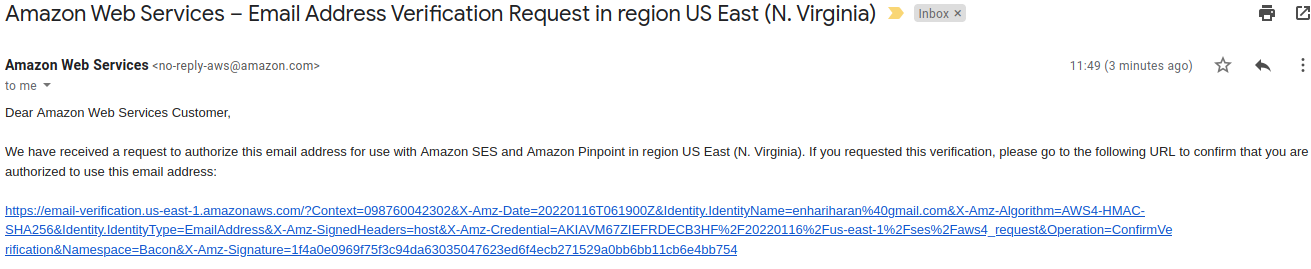 Amazon Web Services – Email Address Verification Request in region US East (N. Virginia) Inbox ×
Amazon Web Services <no-reply-aws@amazon.com> 11:49 (3 minutes ago)
to me
Dear Amazon Web Services Customer,
We have received a request to authorize this email address for use with Amazon SES and Amazon Pinpoint in region US East (N. Virginia). If you requested this verification, please go to the following URL to confirm that you are
authorized to use this email address:
https://email-verification.us-east-1.amazonaws.com/?Context=098760042302&X-Amz-Date=20220116T061900Z&Identity.IdentityName=enhariharan%40gmail.com&X-Amz-Algorithm=AWS4-HMAC-
SHA256&Identity.IdentityType=EmailAddress&X-Amz-SignedHeaders=host&X-Amz-Credential=AKIAVM67ZIEFRDECB3HF%2F20220116%2Fus-east-1%2Fses%2Faws4_request&Operation=ConfirmVe
rification&Namespace=Bacon&X-Amz-Signature=1f4a0e0969f75f3c94da63035047623ed6f4ecb271529a0bb6bb11cb6e4bb754